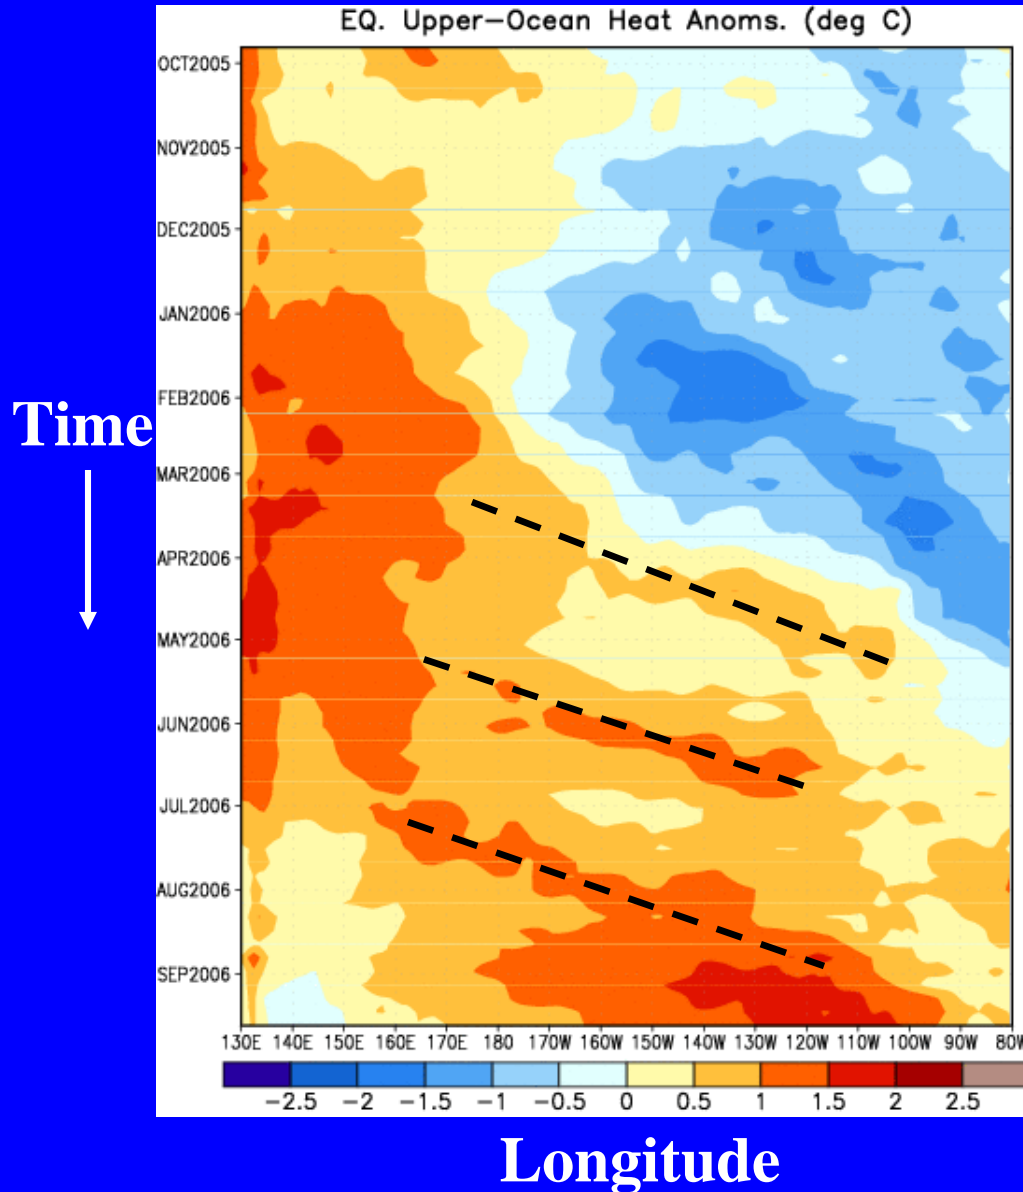 EQ. Upper-Ocean Heat Anoms. (deg C)
OCT2005
NOV2005
DEC2005
JAN2006
FEB2006
Time
MAR2006
APR2006
MAY2006
JUN2006
JUL2006
AUG2006
SEP2006
130E 140E 150E 160E 170E 180 170W 160W 150W 140W 130W 120W 110W 100W 90W 80W
-2.5 -2 -1.5 -1 -0.5 0 0.5 1 1.5 2 2.5
Longitude